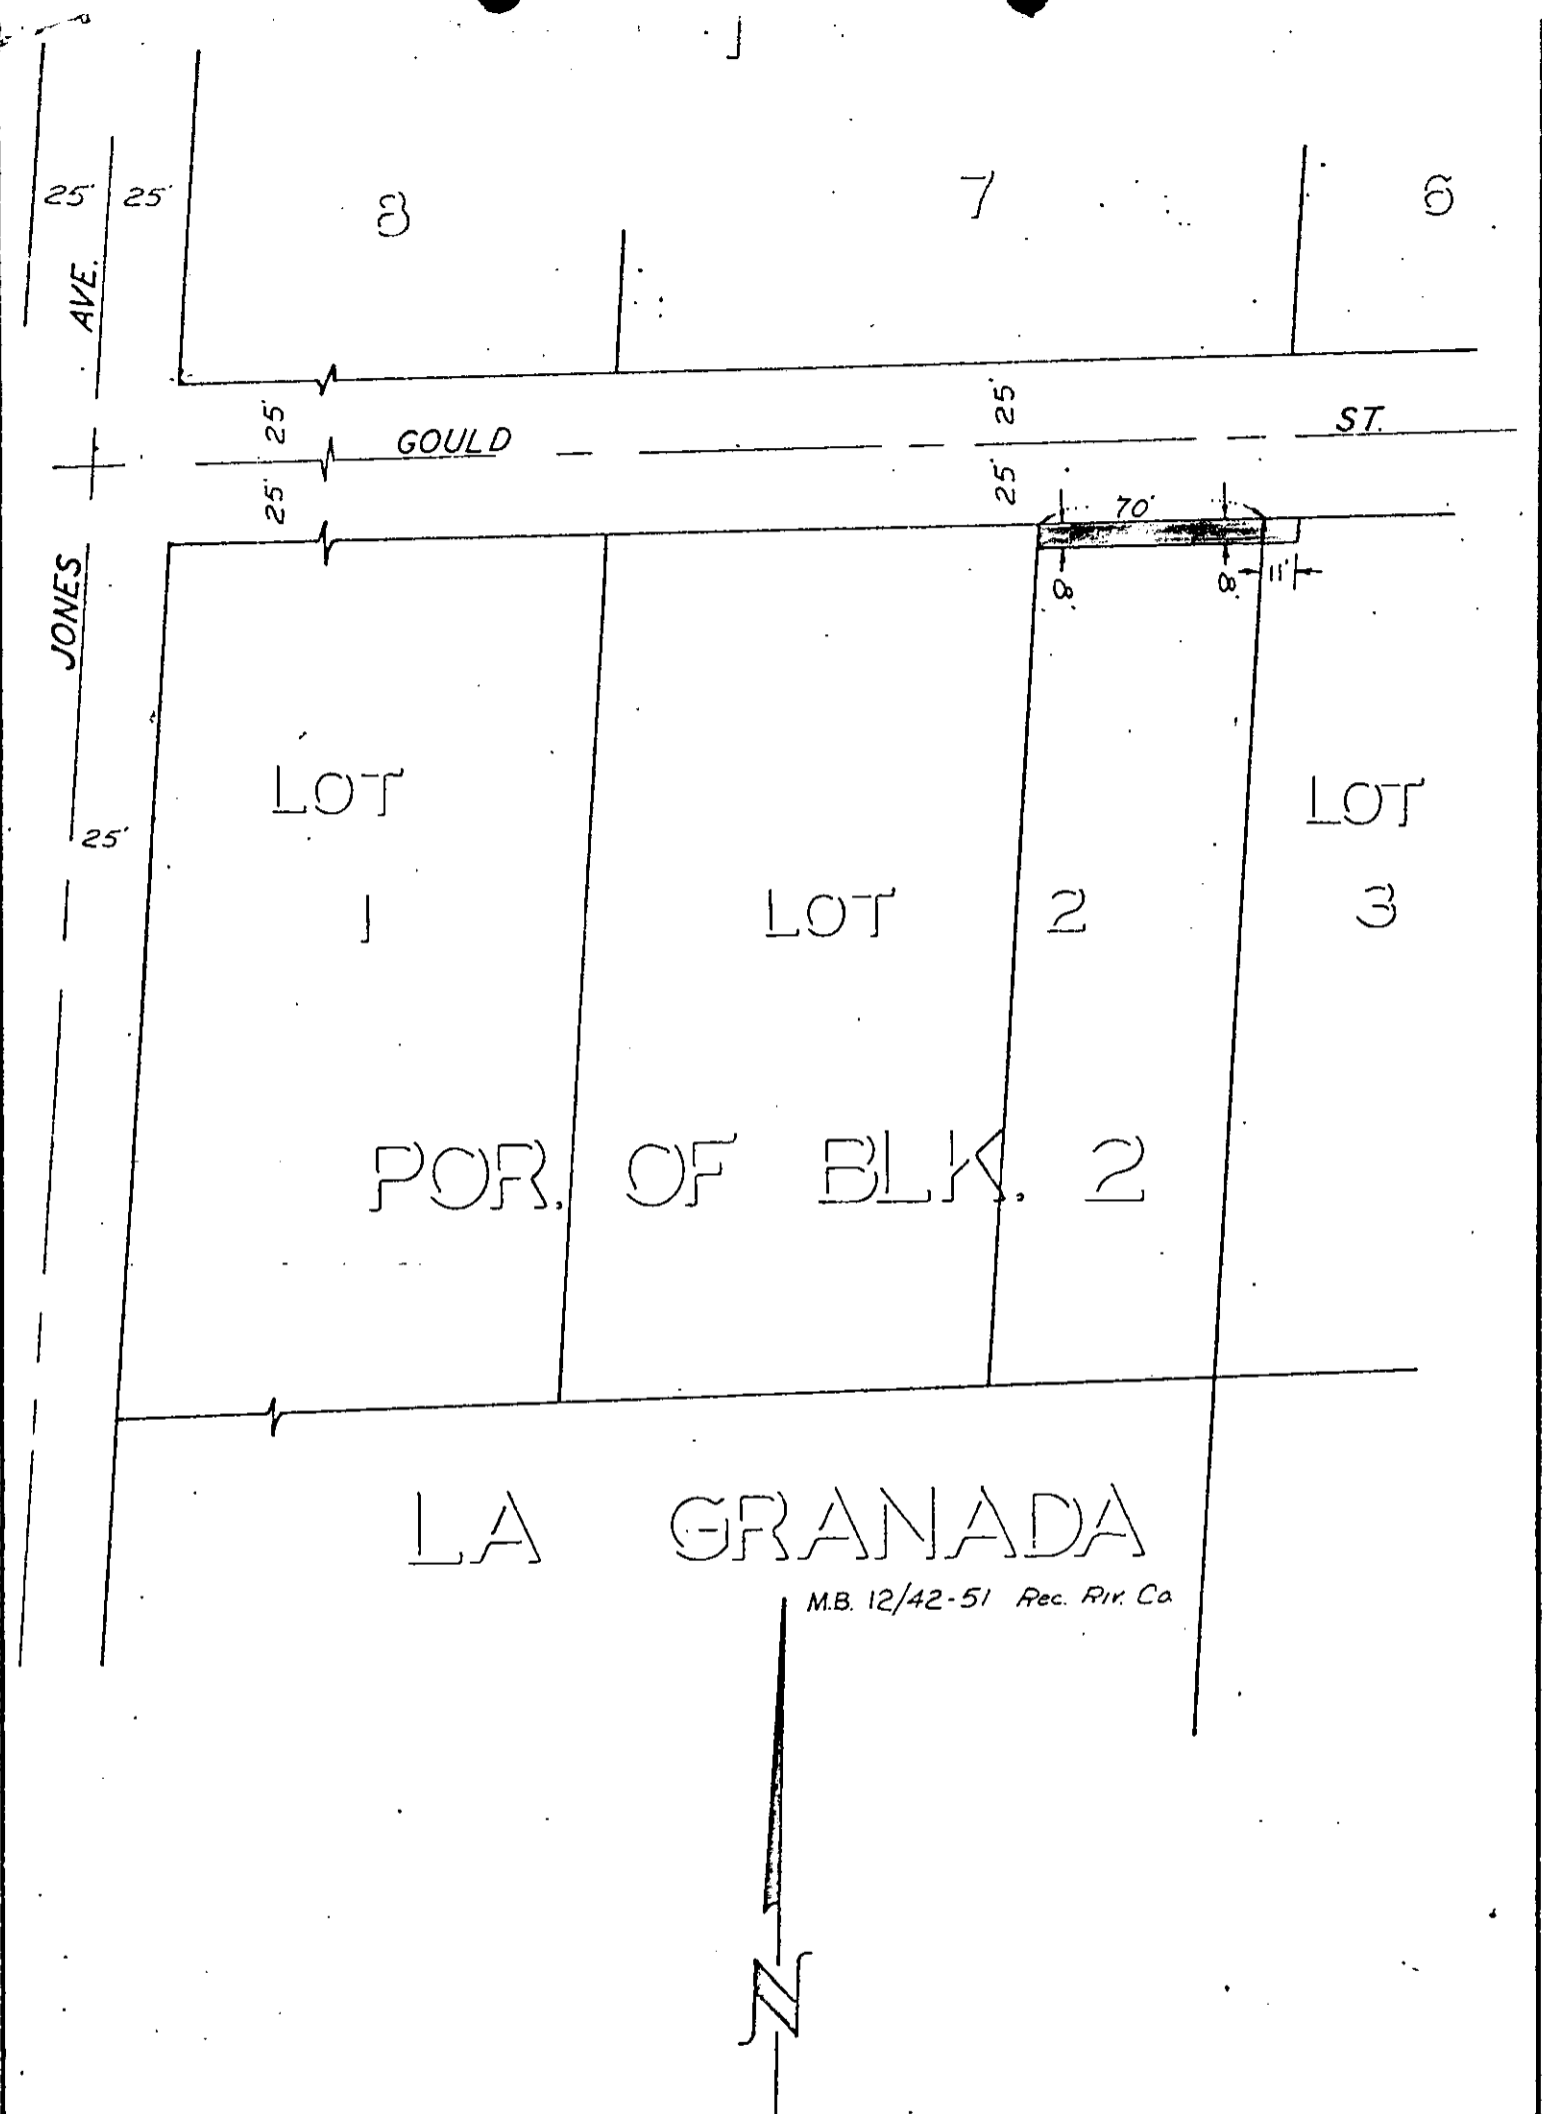 25' 25'
8 7 6
AVE.
25' 25'
GOULD ST.
25' 25'
70'
8' 8' 11'
JONES
25'
LOT LOT
1 LOT 2 3
POR. OF BLK. 2
LA GRANADA
M.B. 12/42-51 Rec. Riv. Co
N